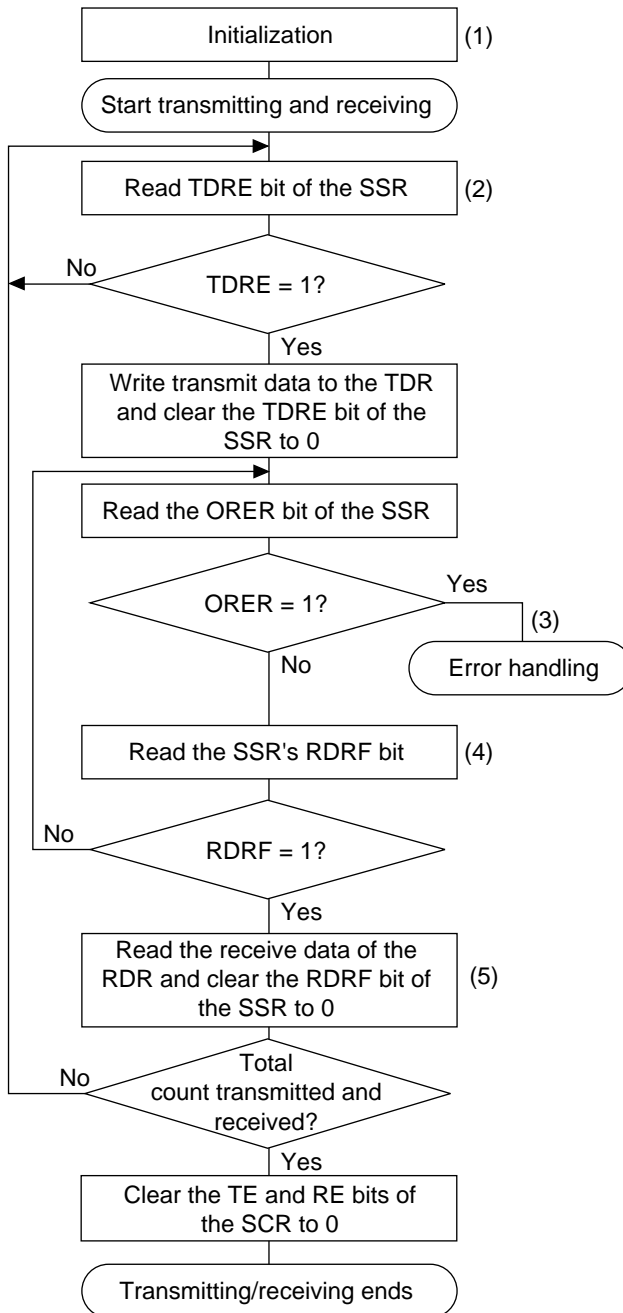 Initialization
(1)
Start transmitting and receiving
Read TDRE bit of the SSR
(2)
No
TDRE = 1?
Yes
Write transmit data to the TDR
and clear the TDRE bit of the
SSR to 0
Read the ORER bit of the SSR
Yes
ORER = 1?
(3)
No
Error handling
Read the SSR's RDRF bit
(4)
No
RDRF = 1?
Yes
Read the receive data of the
RDR and clear the RDRF bit of
the SSR to 0
(5)
Total
No
count transmitted and
received?
Yes
Clear the TE and RE bits of
the SCR to 0
Transmitting/receiving ends